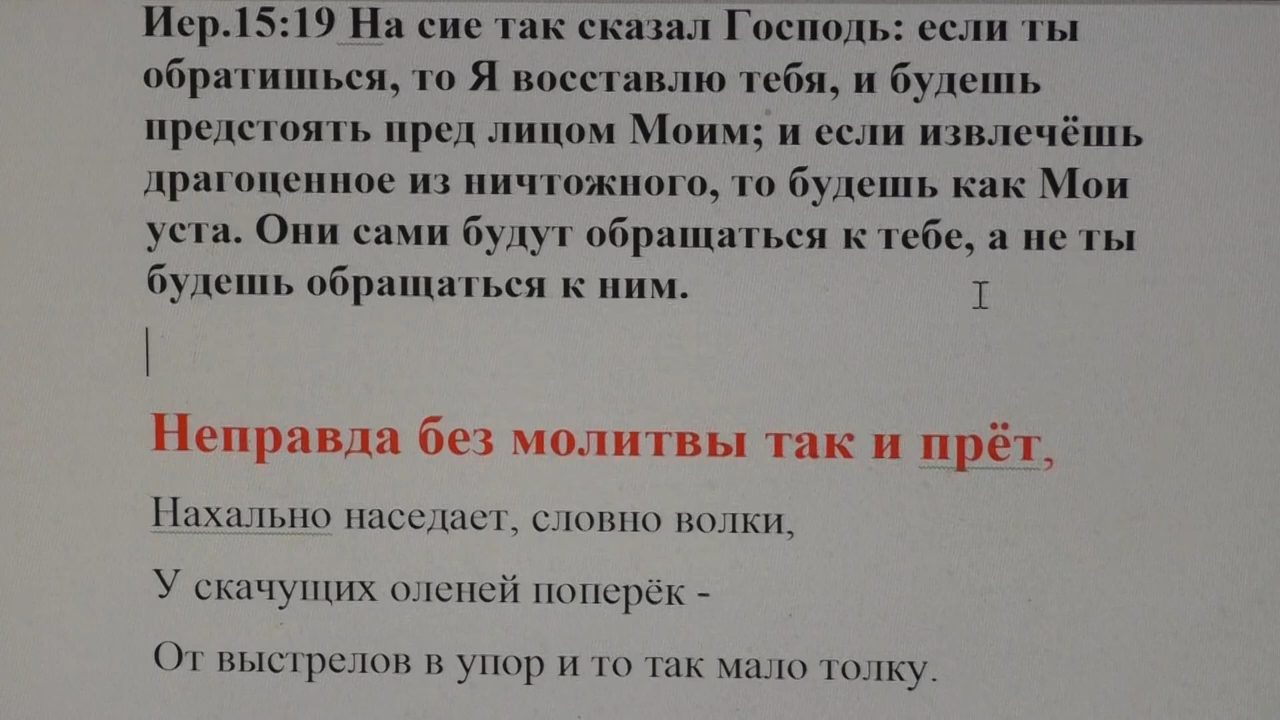 Иер.15:19 На сие так сказал Господь: если ты
обратишься, то Я восставлю тебя, и будешь
предстоять пред лицом Моим; и если извлечёшь
драгоценное из ничтожного, то будешь как Мои
уста. Они сами будут обращаться к тебе, а не ты
будешь обращаться к ним.
Неправда без молитвы так и прёт,
Нахально наседает, словно волки,
У скачущих оленей поперёк -
От выстрелов в упор и то так мало толку.